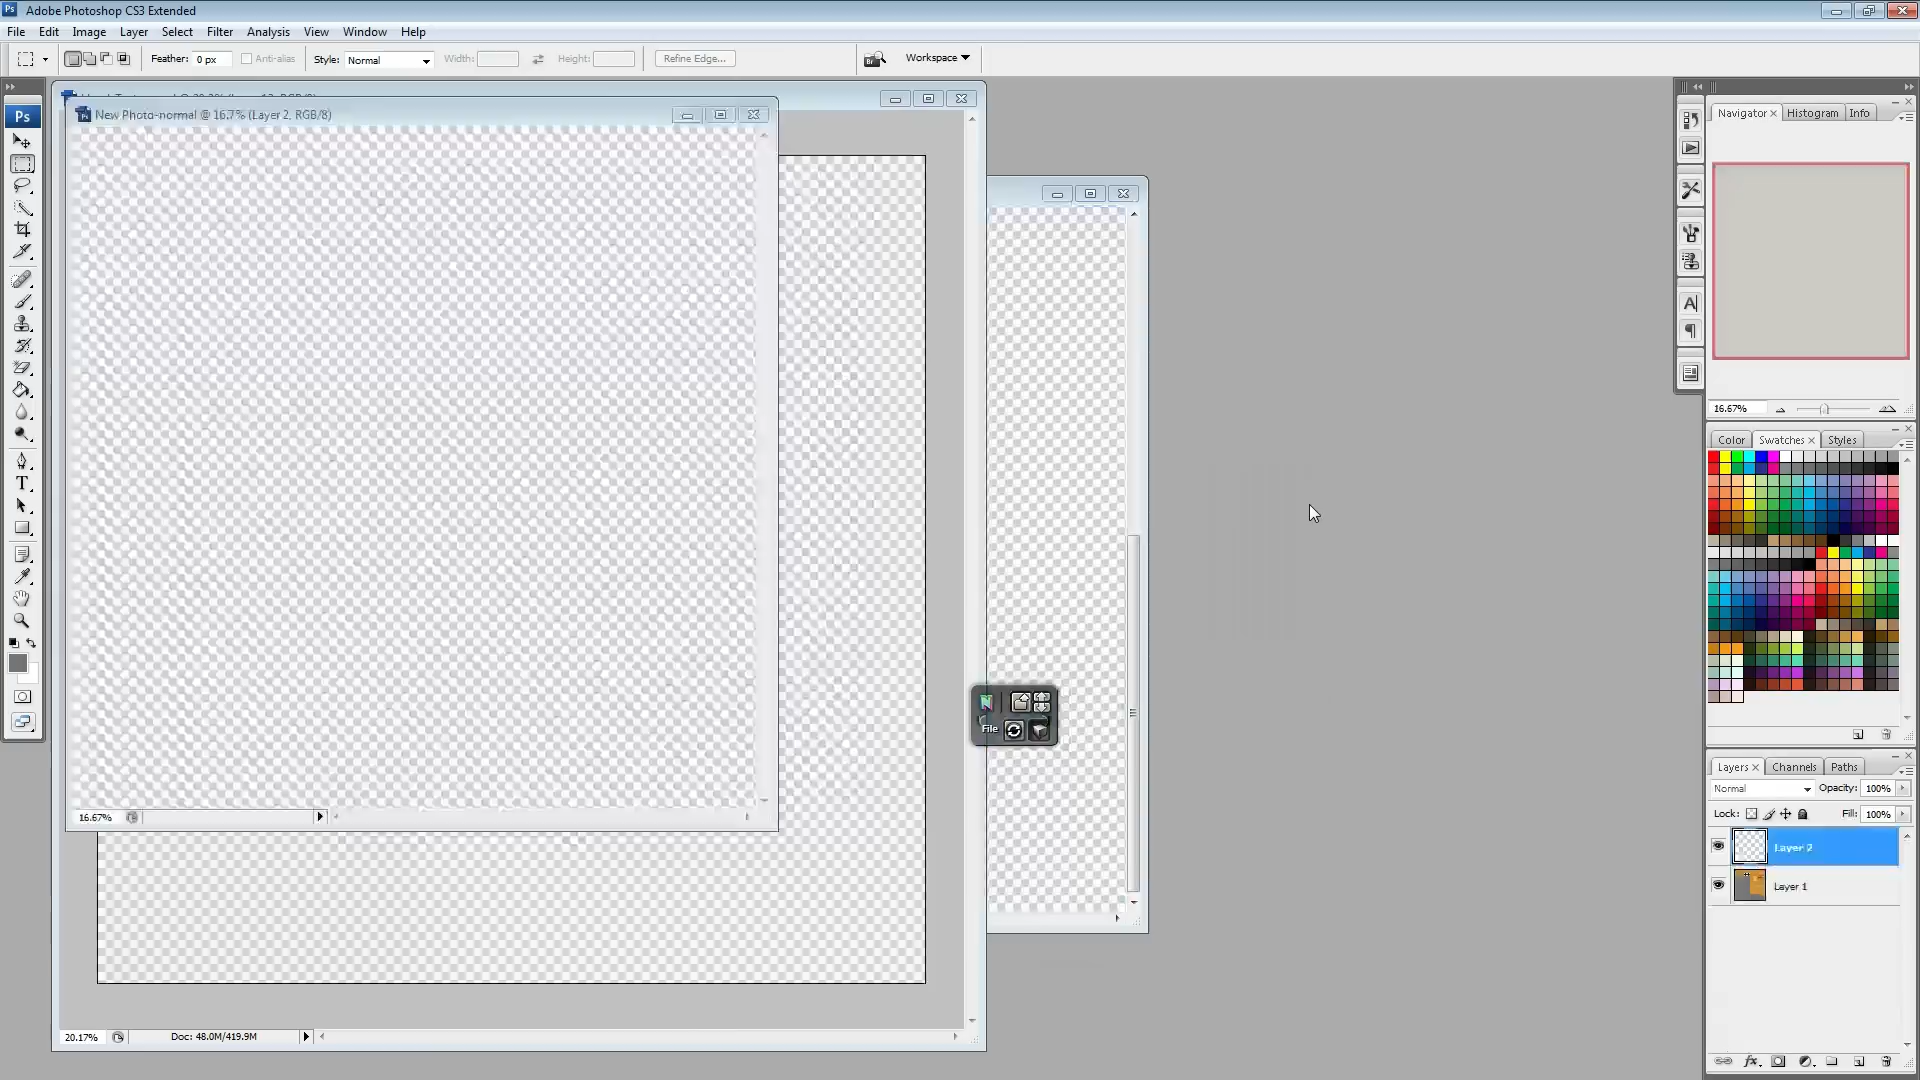 Adobe Photoshop CS3 Extended
File Edit Image Layer Select Filter Analysis View Window Help
Feather: 0 px Anti-alias Style: Normal Width: Height: Refine Edge... Workspace
Ps
New Photo-normal @ 16.7% (Layer 2, RGB/8)
Navigator Histogram Info
16.67%
Color Swatches Styles
File
Layers Channels Paths
Normal Opacity: 100%
Lock: Fill: 100%
Layer 2
Layer 1
16.67%
20.17% Doc: 48.0M/419.9M